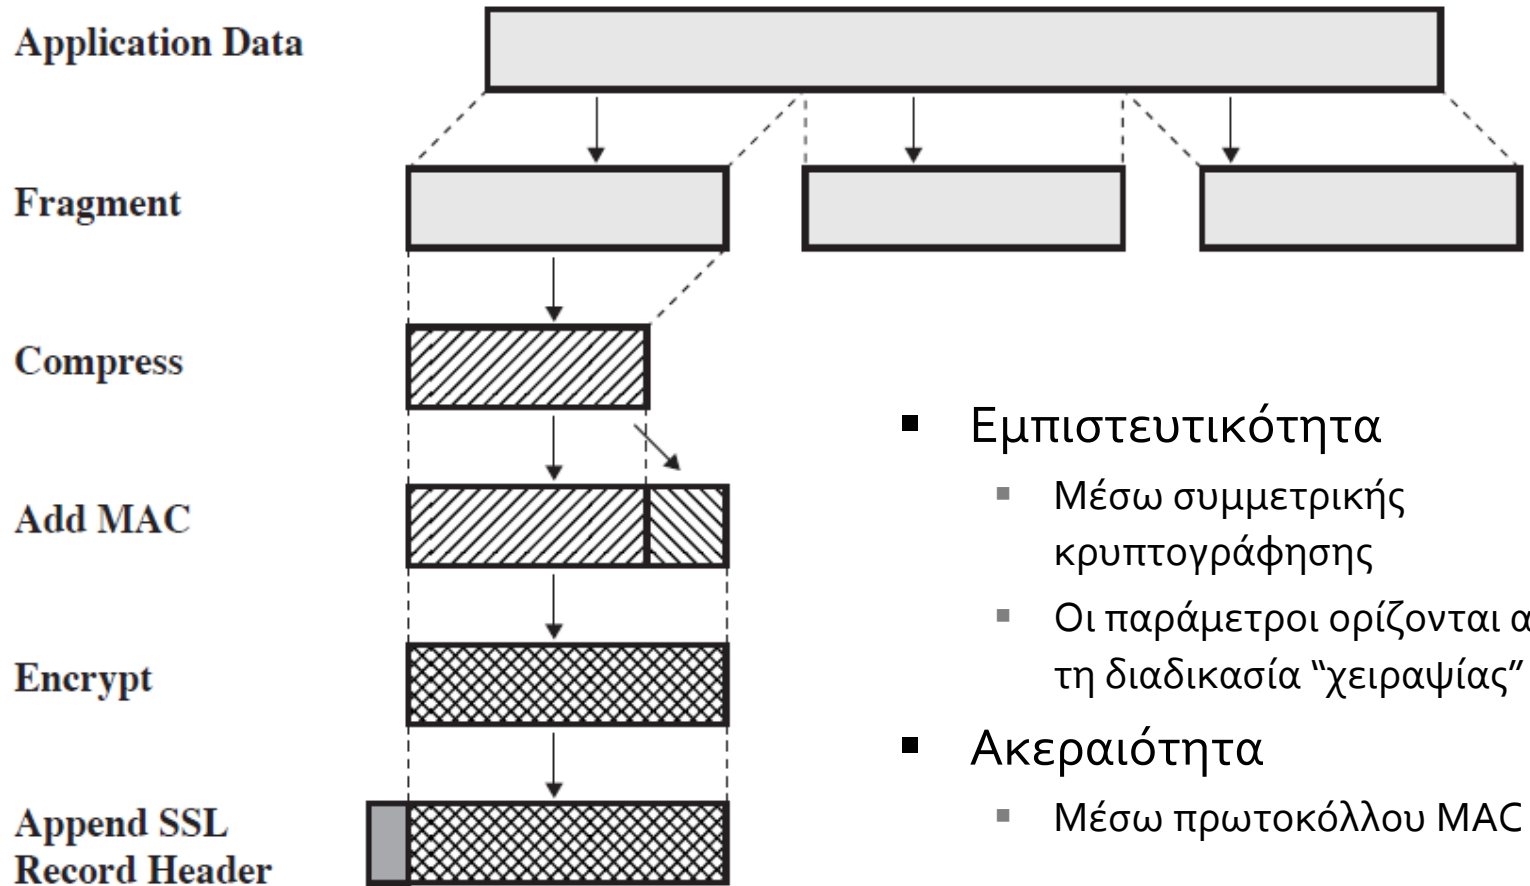 Application Data
Fragment
Compress
Add MAC
Encrypt
Append SSL
Record Header
▪ Εμπιστευτικότητα
▪ Μέσω συμμετρικής
κρυπτογράφησης
▪ Οι παράμετροι ορίζονται
τη διαδικασία “χειραψίας”
▪ Ακεραιότητα
▪ Μέσω πρωτοκόλλου MAC